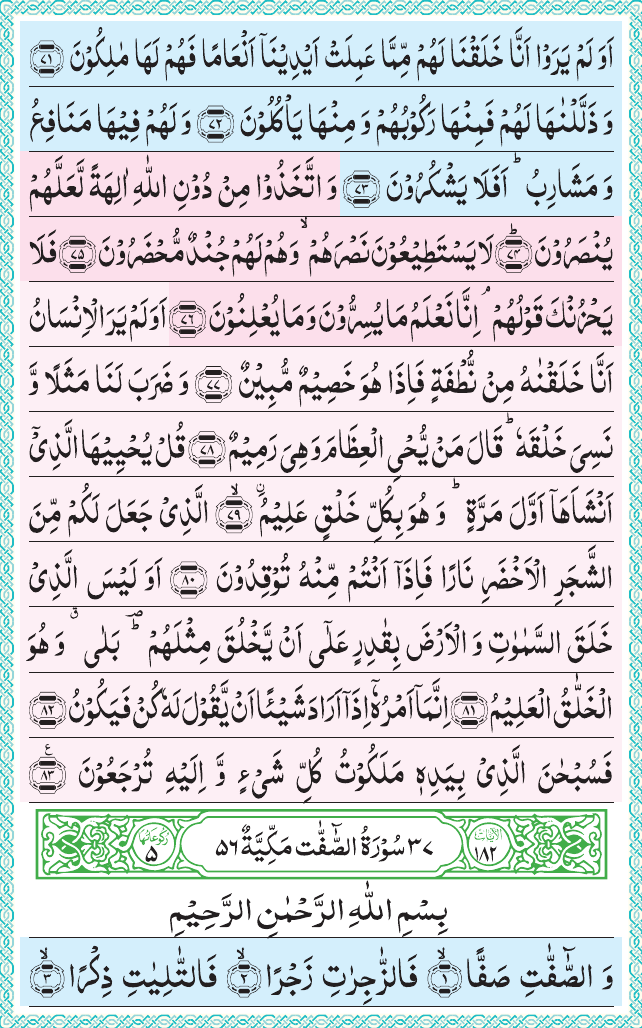 اَوَ لَمْ يَرَوْا اَنَّا خَلَقْنَا لَهُمْ مِّمَّا عَمِلَتْ اَيْدِيْنَاۤ اَنْعَامًا فَهُمْ لَهَا مٰلِكُوْنَ ﴿۷۱﴾
وَ ذَلَّلْنٰهَا لَهُمْ فَمِنْهَا رَكُوْبُهُمْ وَ مِنْهَا يَاْكُلُوْنَ ﴿۷۲﴾ وَ لَهُمْ فِيْهَا مَنَافِعُ
وَ مَشَارِبُ ؕ اَفَلَا يَشْكُرُوْنَ ﴿۷۳﴾ وَ اتَّخَذُوْا مِنْ دُوْنِ اللّٰهِ اٰلِهَةً لَّعَلَّهُمْ
يُنْصَرُوْنَ ﴿ؕ۷۴﴾ لَا يَسْتَطِيْعُوْنَ نَصْرَهُمْ ۙ وَهُمْ لَهُمْ جُنْدٌ مُّحْضَرُوْنَ ﴿۷۵﴾ فَلَا
يَحْزُنْكَ قَوْلُهُمْ ۘ اِنَّا نَعْلَمُ مَا يُسِرُّوْنَ وَمَا يُعْلِنُوْنَ ﴿۷۶﴾ اَوَلَمْ يَرَ الْاِنْسَانُ
اَنَّا خَلَقْنٰهُ مِنْ نُّطْفَةٍ فَاِذَا هُوَ خَصِيْمٌ مُّبِيْنٌ ﴿۷۷﴾ وَ ضَرَبَ لَنَا مَثَلًا وَّ
نَسِيَ خَلْقَهٗ ؕ قَالَ مَنْ يُّحْيِ الْعِظَامَ وَهِيَ رَمِيْمٌ ﴿۷۸﴾ قُلْ يُحْيِيْهَا الَّذِيْۤ
اَنْشَاَهَاۤ اَوَّلَ مَرَّةٍ ؕ وَ هُوَ بِكُلِّ خَلْقٍ عَلِيْمُ ۨ ﴿ۙ۷۹﴾ الَّذِيْ جَعَلَ لَكُمْ مِّنَ
الشَّجَرِ الْاَخْضَرِ نَارًا فَاِذَاۤ اَنْتُمْ مِّنْهُ تُوْقِدُوْنَ ﴿۸۰﴾ اَوَ لَيْسَ الَّذِيْ
خَلَقَ السَّمٰوٰتِ وَ الْاَرْضَ بِقٰدِرٍ عَلٰۤى اَنْ يَّخْلُقَ مِثْلَهُمْ ؕؔ بَلٰى ۗ وَ هُوَ
الْخَلّٰقُ الْعَلِيْمُ ﴿۸۱﴾ اِنَّمَاۤ اَمْرُهٗۤ اِذَاۤ اَرَادَ شَيْـًٔا اَنْ يَّقُوْلَ لَهٗ كُنْ فَيَكُوْنُ ﴿۸۲﴾
فَسُبْحٰنَ الَّذِيْ بِيَدِهٖ مَلَكُوْتُ كُلِّ شَيْءٍ وَّ اِلَيْهِ تُرْجَعُوْنَ ﴿۸۳﴾ ع
اٰیَاتُهَا ۱۸۲ ۳۷ سُوْرَةُ الصّٰٓفّٰت مَكِّيَّةٌ ۵۶ رُكُوْعَاتُهَا ۵
بِسْمِ اللّٰهِ الرَّحْمٰنِ الرَّحِيْمِ
وَ الصّٰٓفّٰتِ صَفًّا ﴿ۙ۱﴾ فَالزّٰجِرٰتِ زَجْرًا ﴿ۙ۲﴾ فَالتّٰلِيٰتِ ذِكْرًا ﴿ۙ۳﴾